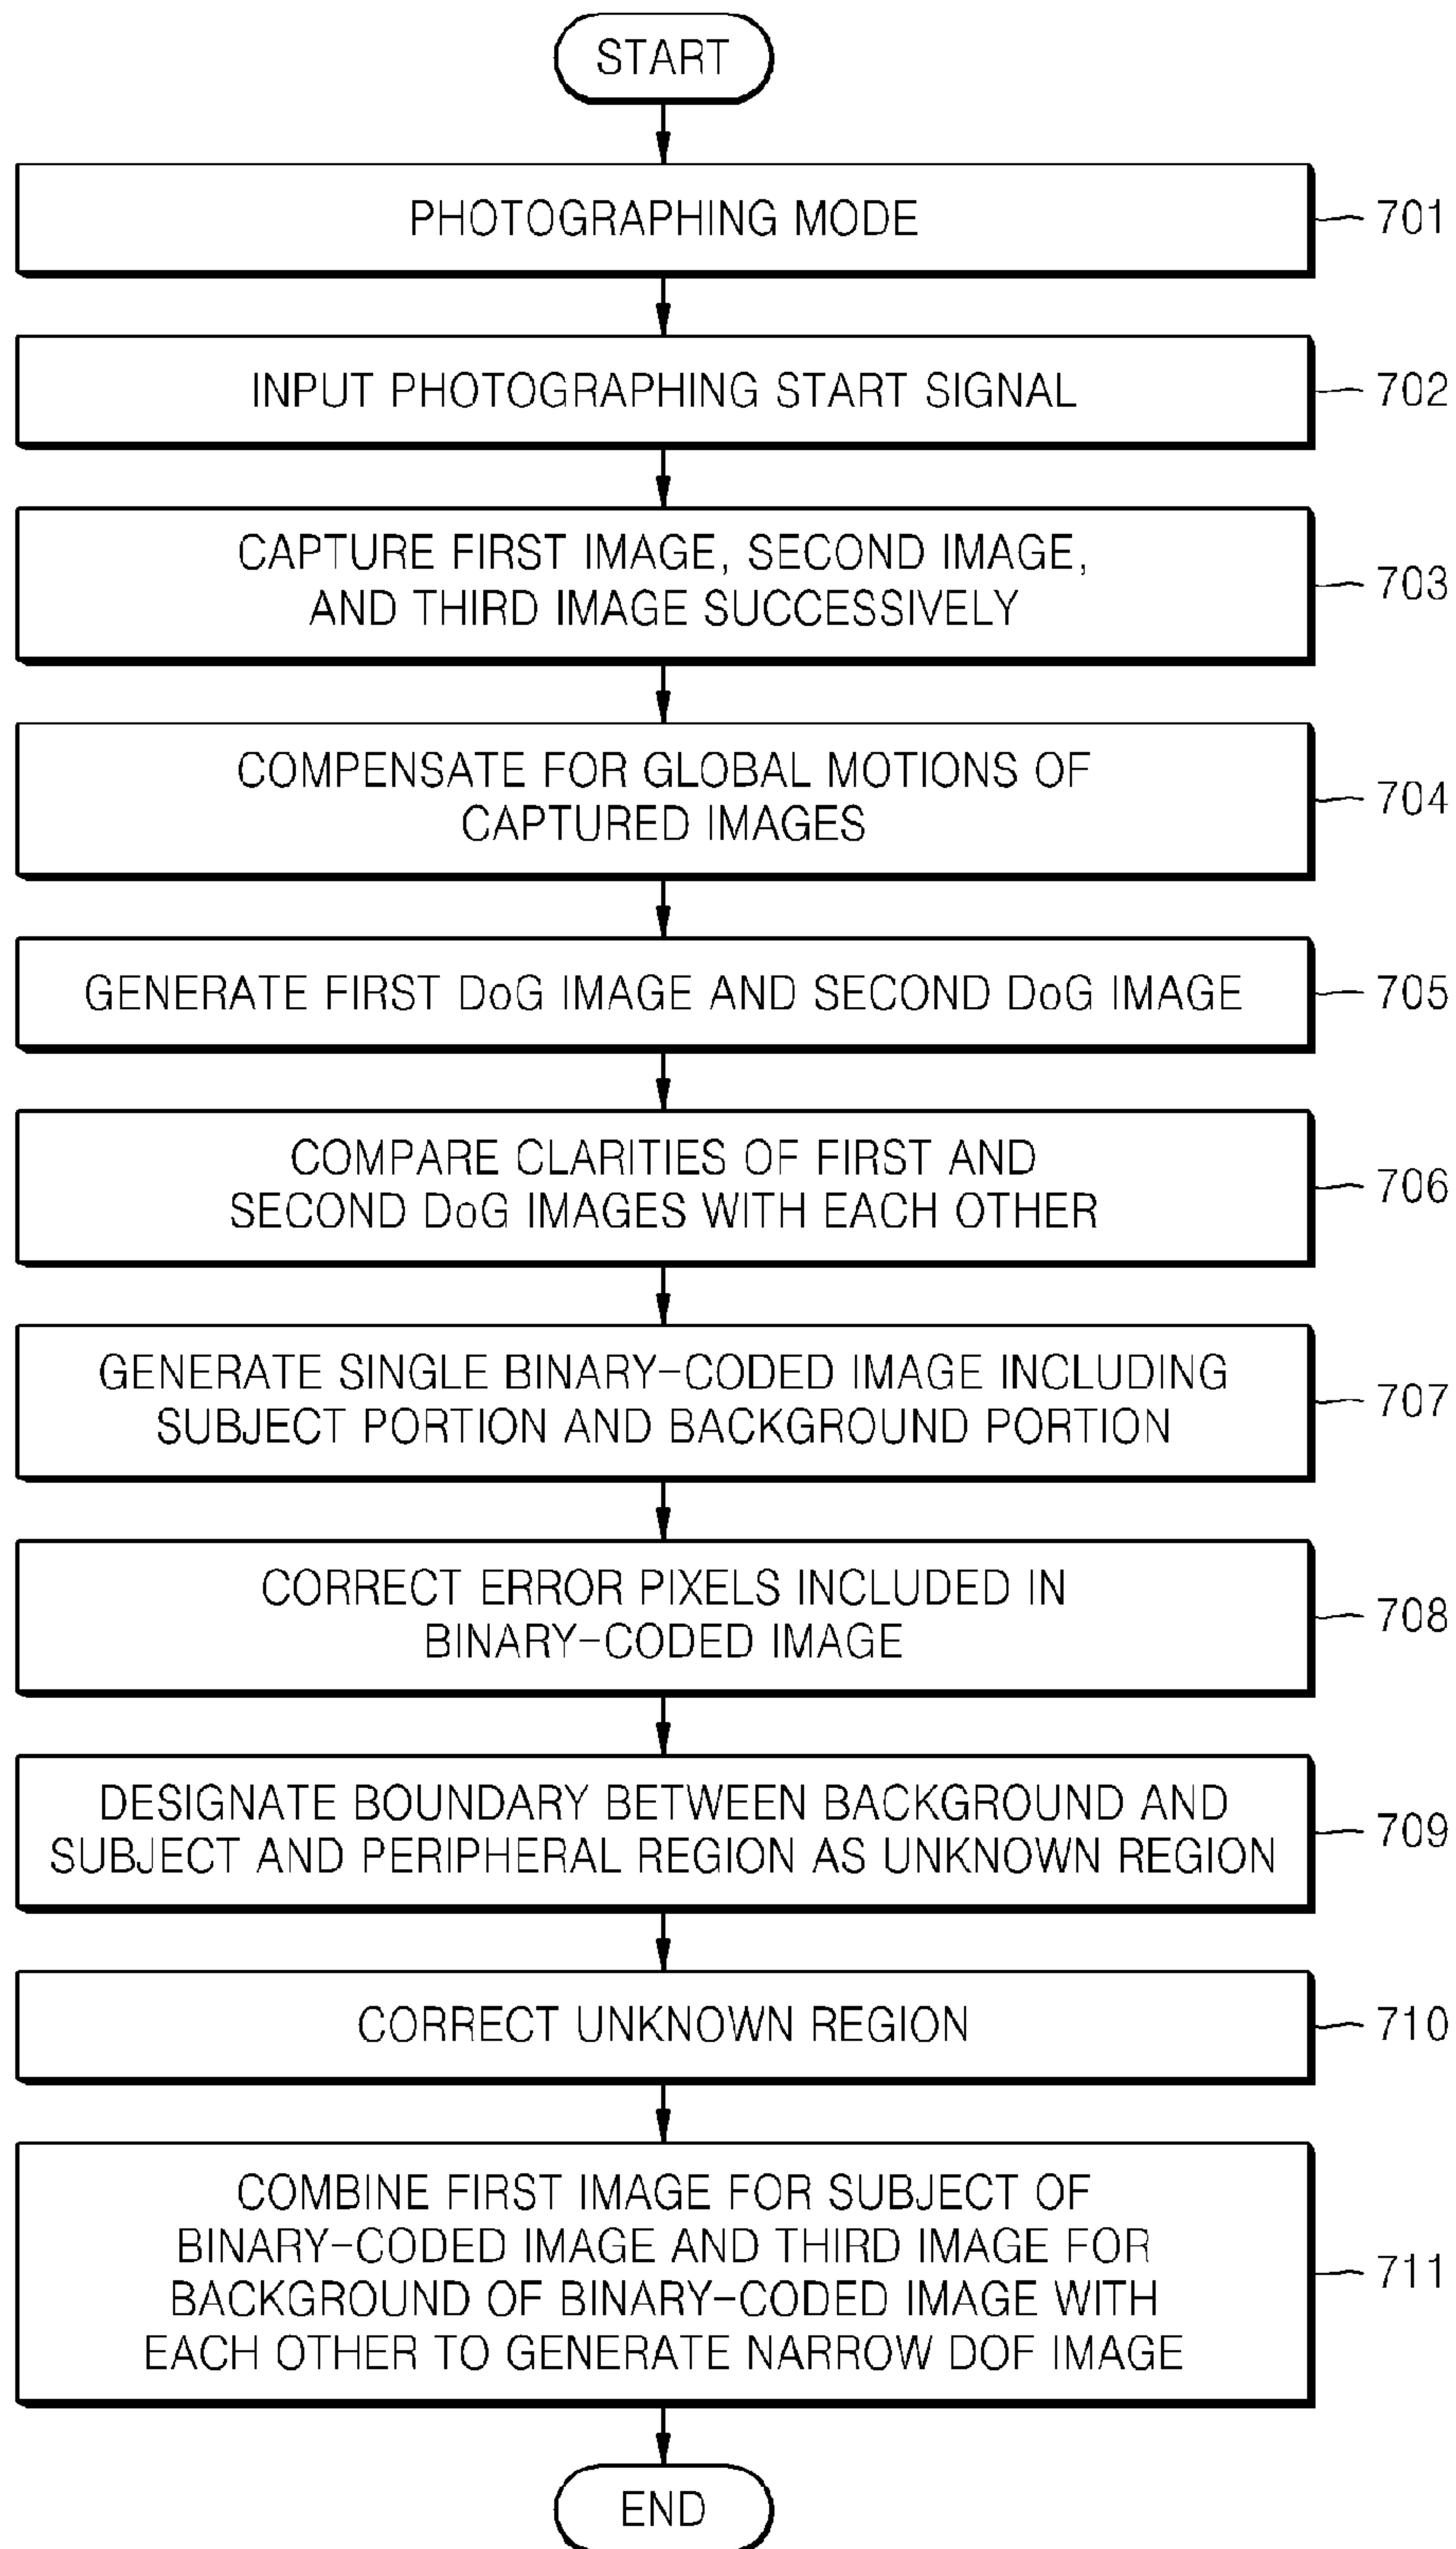 START
PHOTOGRAPHING MODE
701
INPUT PHOTOGRAPHING START SIGNAL
702
CAPTURE FIRST IMAGE, SECOND IMAGE,
AND THIRD IMAGE SUCCESSIVELY
703
COMPENSATE FOR GLOBAL MOTIONS OF
CAPTURED IMAGES
704
GENERATE FIRST DoG IMAGE AND SECOND DoG IMAGE
705
COMPARE CLARITIES OF FIRST AND
SECOND DoG IMAGES WITH EACH OTHER
706
GENERATE SINGLE BINARY-CODED IMAGE INCLUDING
SUBJECT PORTION AND BACKGROUND PORTION
707
CORRECT ERROR PIXELS INCLUDED IN
BINARY-CODED IMAGE
708
DESIGNATE BOUNDARY BETWEEN BACKGROUND AND
SUBJECT AND PERIPHERAL REGION AS UNKNOWN REGION
709
CORRECT UNKNOWN REGION
710
COMBINE FIRST IMAGE FOR SUBJECT OF
BINARY-CODED IMAGE AND THIRD IMAGE FOR
BACKGROUND OF BINARY-CODED IMAGE WITH
EACH OTHER TO GENERATE NARROW DOF IMAGE
711
END